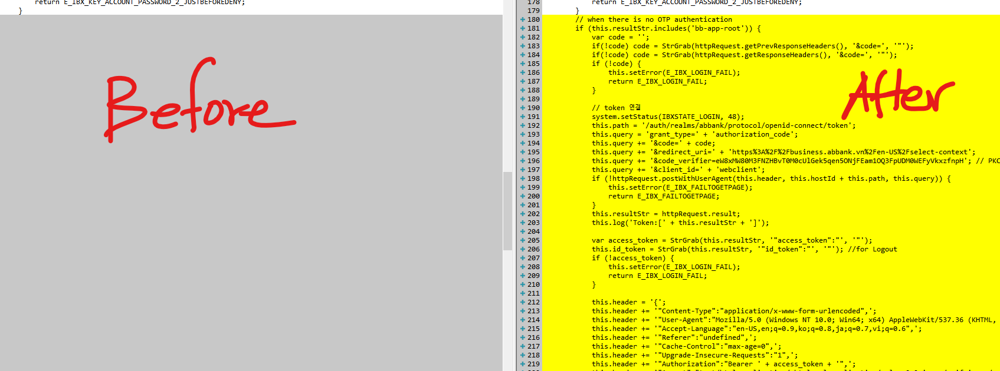 return E_IBX_KEY_ACCOUNT_PASSWORD_2_JUSTBEFOREDENY;
}
Before
178 return E_IBX_KEY_ACCOUNT_PASSWORD_2_JUSTBEFOREDENY;
179 }
180 // when there is no OTP authentication
181 if (this.resultStr.includes('bb-app-root')) {
182 var code = '';
183 if(!code) code = StrGrab(httpRequest.getPrevResponseHeaders(), '&code=', '"');
184 if(!code) code = StrGrab(httpRequest.getResponseHeaders(), '&code=', '"');
185 if (!code) {
186 this.setError(E_IBX_LOGIN_FAIL);
187 return E_IBX_LOGIN_FAIL;
188 }
189
190 // token 연결
191 system.setStatus(IBXSTATE_LOGIN, 48);
192 this.path = '/auth/realms/abbank/protocol/openid-connect/token';
193 this.query = 'grant_type=' + 'authorization_code';
194 this.query += '&code=' + code;
195 this.query += '&redirect_uri=' + 'https%3A%2F%2Fbusiness.abbank.vn%2Fen-US%2Fselect-context';
196 this.query += '&code_verifier=eW8xMW80M3FNZHBvT0M0cUlGek5qen5ONjFEam1OQ3FpUDM0WEFyVkxzfnpH'; // PKC
197 this.query += '&client_id=' + 'webclient';
198 if (!httpRequest.postWithUserAgent(this.header, this.hostId + this.path, this.query)) {
199 this.setError(E_IBX_FAILTOGETPAGE);
200 return E_IBX_FAILTOGETPAGE;
201 }
202 this.resultStr = httpRequest.result;
203 this.log('Token:[' + this.resultStr + ']');
204
205 var access_token = StrGrab(this.resultStr, '"access_token":"', '"');
206 this.id_token = StrGrab(this.resultStr, '"id_token":"', '"'); //for Logout
207 if (!access_token) {
208 this.setError(E_IBX_LOGIN_FAIL);
209 return E_IBX_LOGIN_FAIL;
210 }
211
212 this.header = '{';
213 this.header += '"Content-Type":"application/x-www-form-urlencoded",';
214 this.header += '"User-Agent":"Mozilla/5.0 (Windows NT 10.0; Win64; x64) AppleWebKit/537.36 (KHTML,
215 this.header += '"Accept-Language":"en-US,en;q=0.9,ko;q=0.8,ja;q=0.7,vi;q=0.6",';
216 this.header += '"Referer":"undefined",';
217 this.header += '"Cache-Control":"max-age=0",';
218 this.header += '"Upgrade-Insecure-Requests":"1",';
219 this.header += '"Authorization":"Bearer ' + access_token + '",';
After